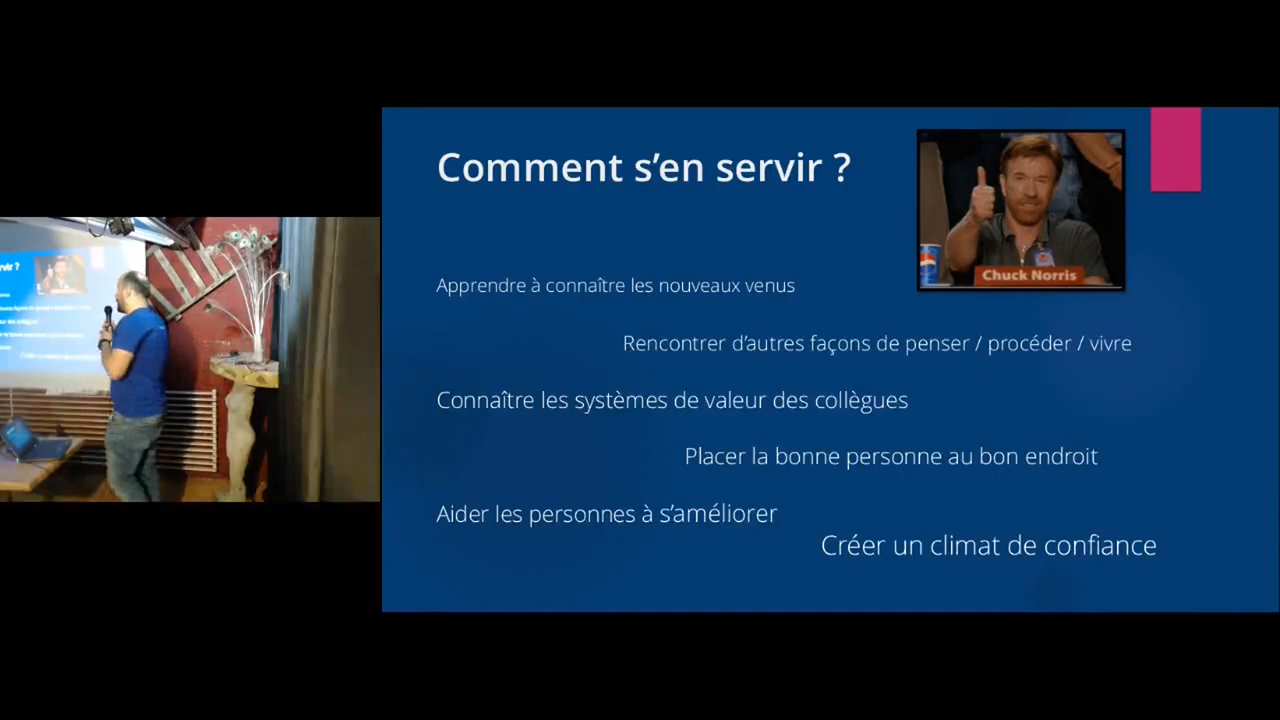 Comment s'en servir ?
Chuck Norris
Apprendre à connaître les nouveaux venus
Rencontrer d'autres façons de penser / procéder / vivre
Connaître les systèmes de valeur des collègues
Placer la bonne personne au bon endroit
Aider les personnes à s'améliorer
Créer un climat de confiance
rvir ?